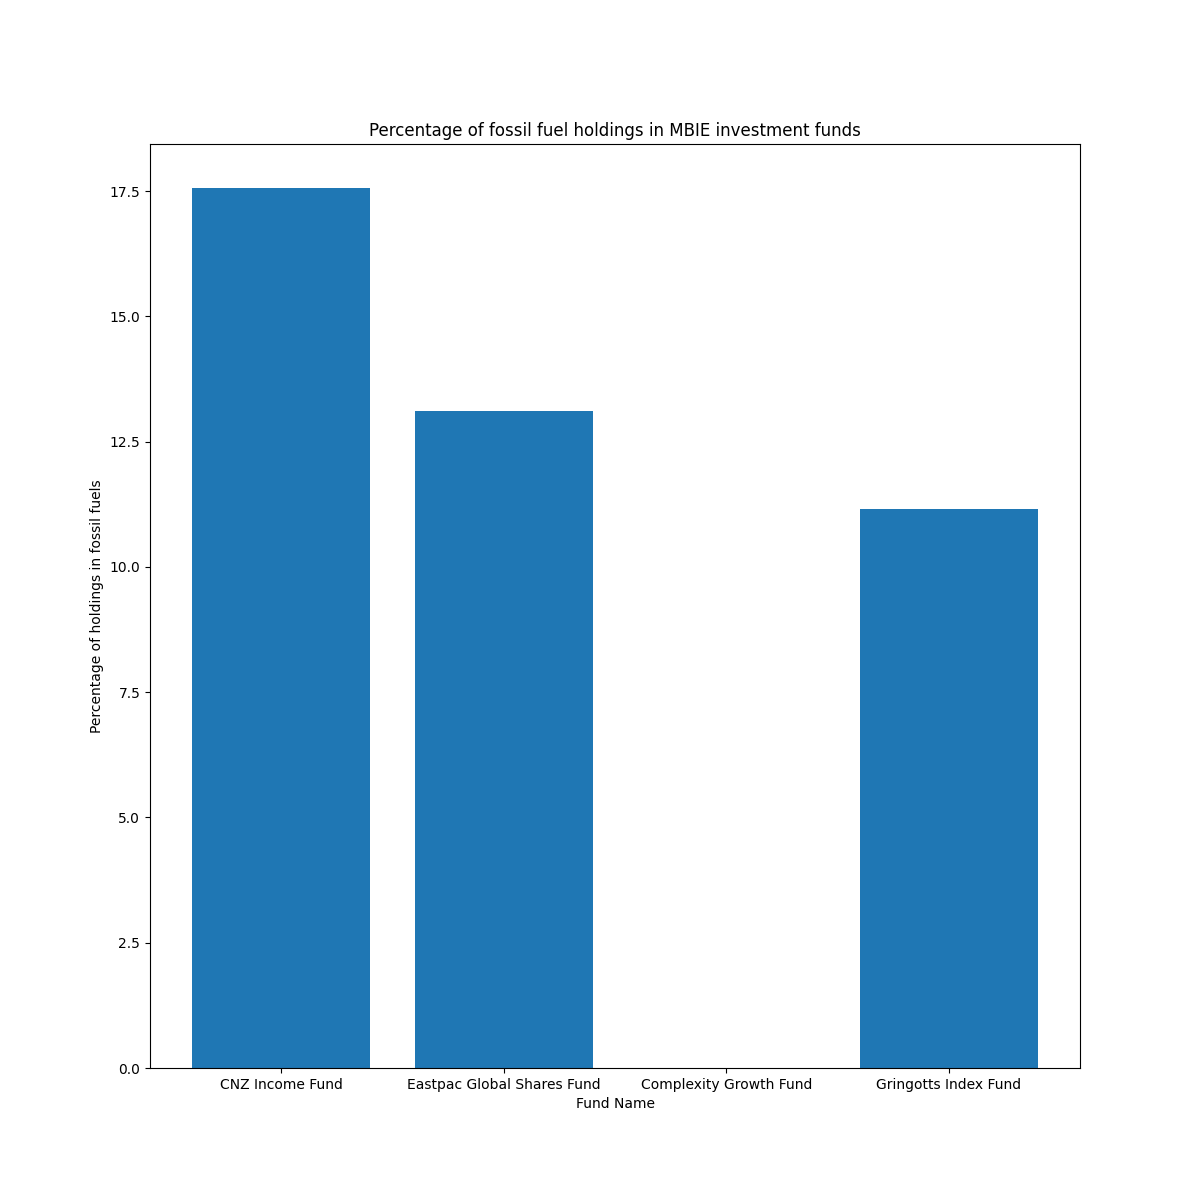 Percentage of fossil fuel holdings in MBIE investment funds
17.5
15.0
12.5
10.0
7.5
5.0
2.5
0.0
Percentage of holdings in fossil fuels
CNZ Income Fund
Eastpac Global Shares Fund
Complexity Growth Fund
Gringotts Index Fund
Fund Name